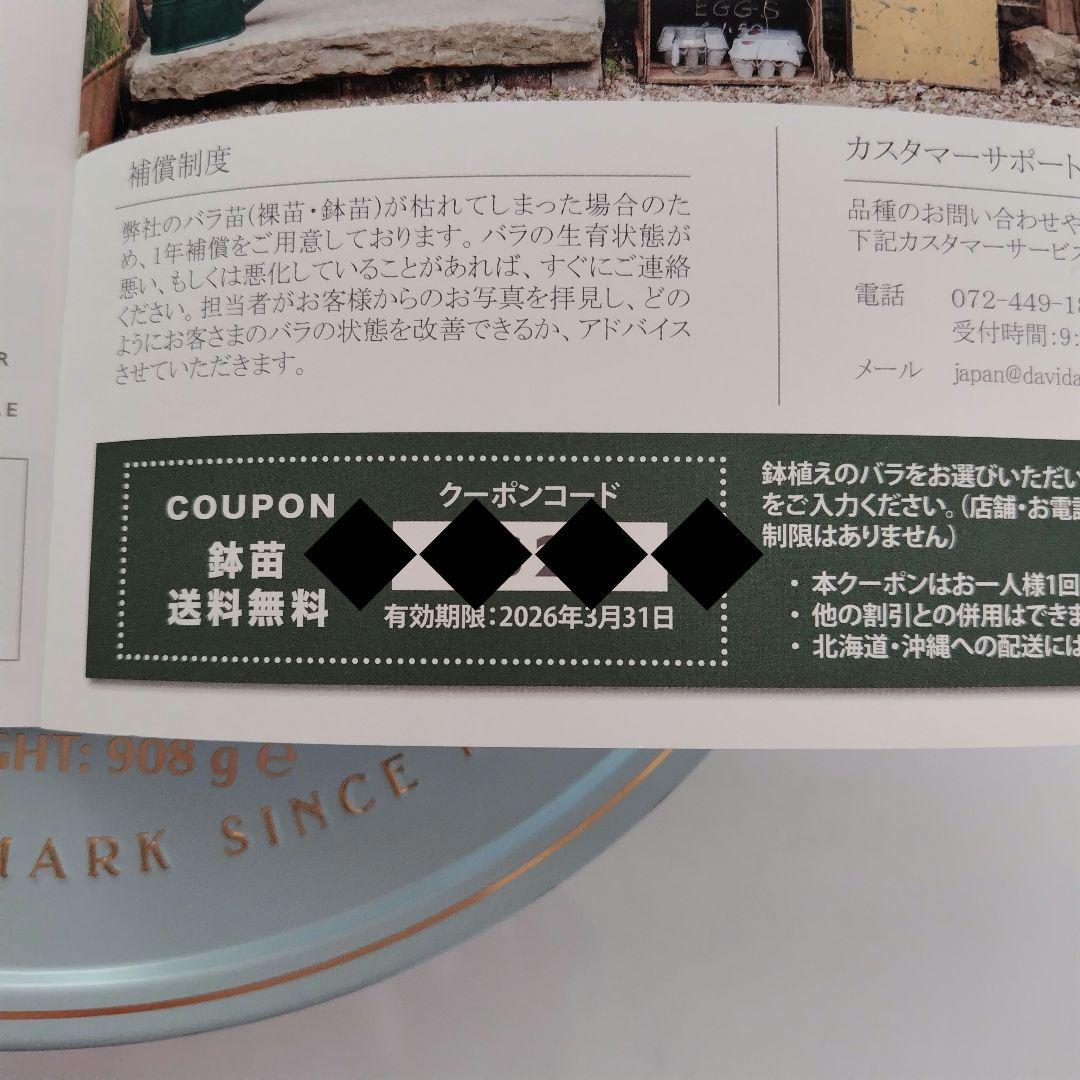 EGGS
補償制度
弊社のバラ苗(裸苗・鉢苗)が枯れてしまった場合のた
め、1年補償をご用意しております。バラの生育状態が
悪い、もしくは悪化していることがあれば、すぐにご連絡
ください。担当者がお客様からのお写真を拝見し、どの
ようにお客さまのバラの状態を改善できるか、アドバイス
させていただきます。
カスタマーサポート
品種のお問い合わせや
下記カスタマーサービス
電話 072-449-18
受付時間:9:
メール japan@davida
COUPON
鉢苗
送料無料
クーポンコード
2
有効期限:2026年3月31日
鉢植えのバラをお選びいただい
をご入力ください。(店舗・お電話
制限はありません)
・本クーポンはお一人様1回
・他の割引との併用はできま
・北海道・沖縄への配送には
GHT: 908 g e
MARK SINCE
R
LE